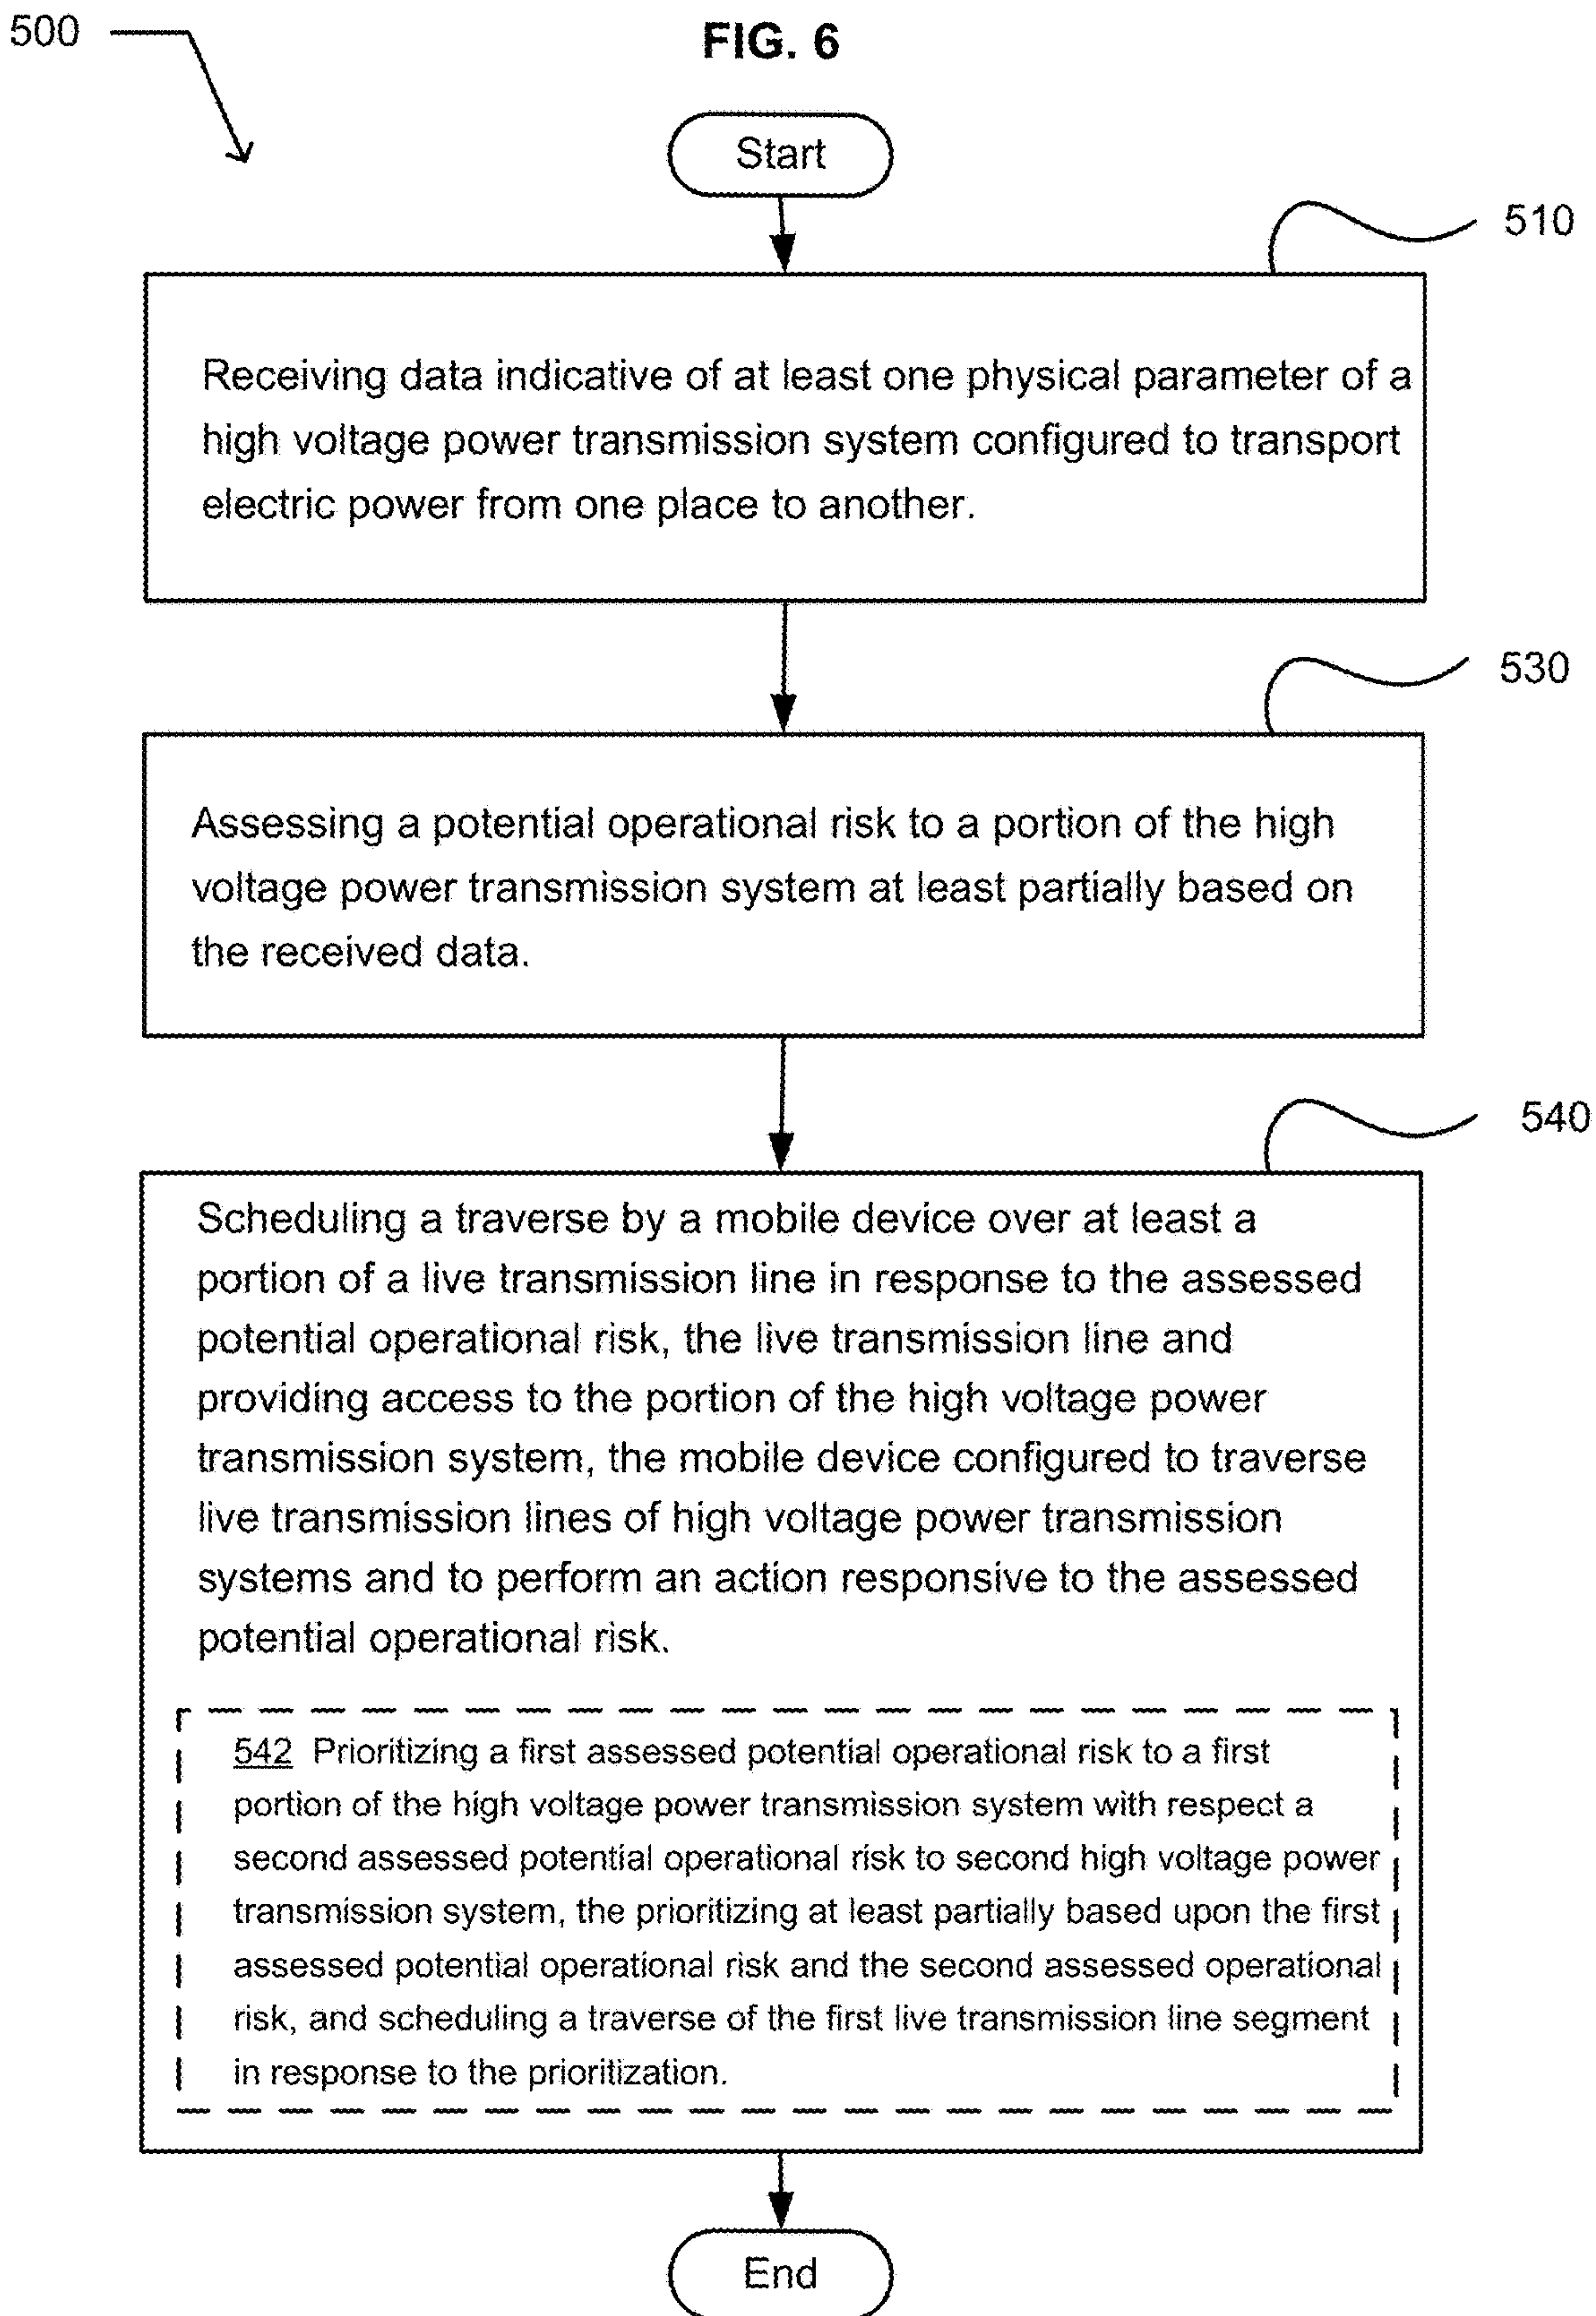 500
FIG. 6
Start
510
Receiving data indicative of at least one physical parameter of a
high voltage power transmission system configured to transport
electric power from one place to another.
530
Assessing a potential operational risk to a portion of the high
voltage power transmission system at least partially based on
the received data.
540
Scheduling a traverse by a mobile device over at least a
portion of a live transmission line in response to the assessed
potential operational risk, the live transmission line and
providing access to the portion of the high voltage power
transmission system, the mobile device configured to traverse
live transmission lines of high voltage power transmission
systems and to perform an action responsive to the assessed
potential operational risk.
542 Prioritizing a first assessed potential operational risk to a first
portion of the high voltage power transmission system with respect a
second assessed potential operational risk to second high voltage power
transmission system, the prioritizing at least partially based upon the first
assessed potential operational risk and the second assessed operational
risk, and scheduling a traverse of the first live transmission line segment
in response to the prioritization.
End